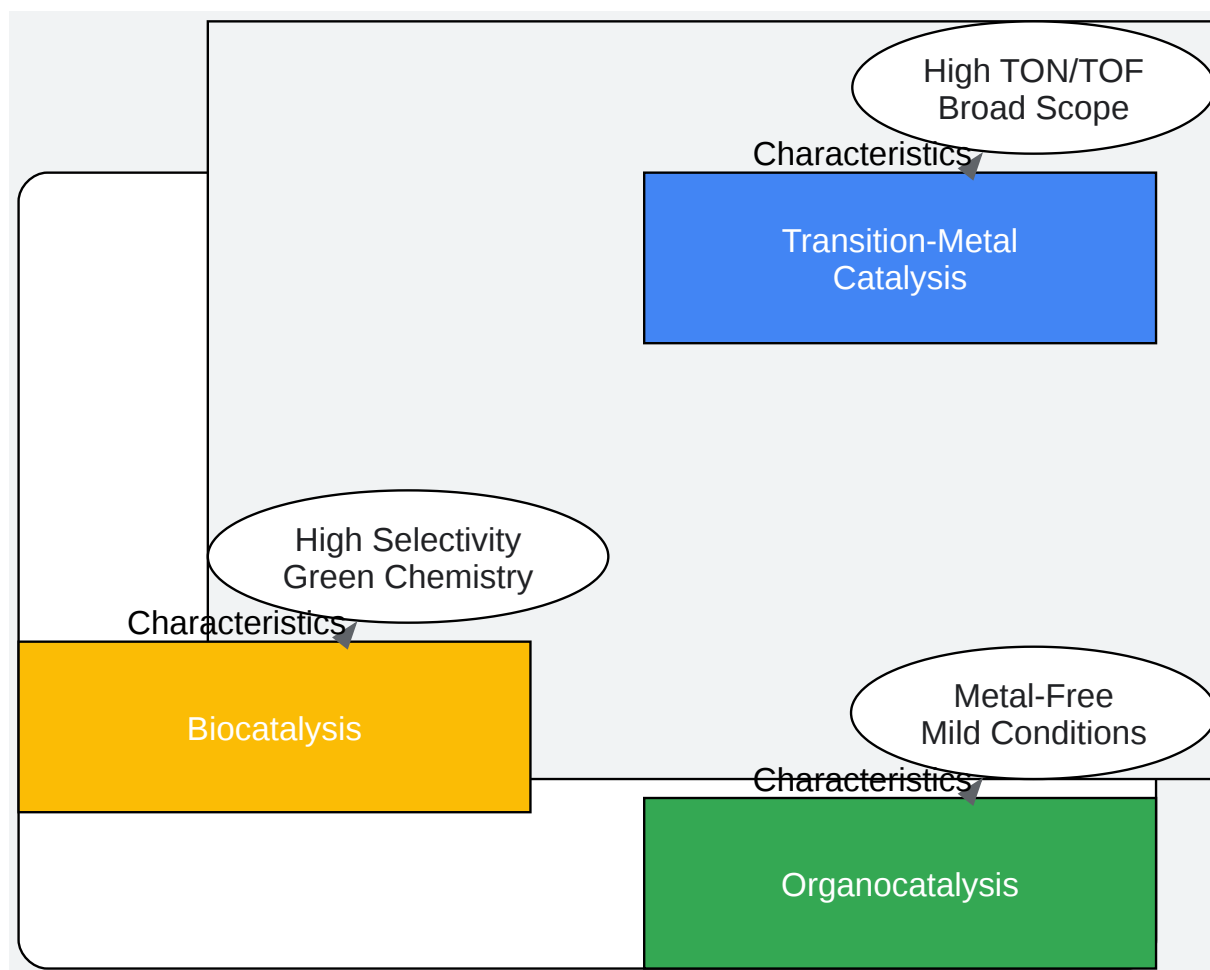 High TON/TOF
Broad Scope
Characteristics
Transition-Metal
Catalysis
High Selectivity
Green Chemistry
Characteristics
Biocatalysis
Metal-Free
Mild Conditions
Characteristics
Organocatalysis